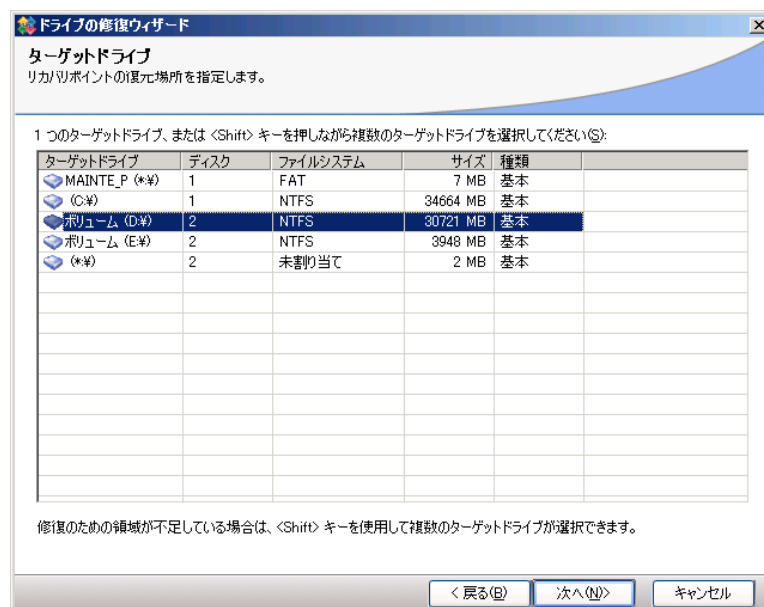 ドライブの修復ウィザード
ターゲットドライブ
リカバリポイントの復元場所を指定します。
1 つのターゲットドライブ、または <Shift> キーを押しながら複数のターゲットドライブを選択してください(S):
ターゲットドライブ ディスク ファイルシステム サイズ 種類
MAINTE_P (*:¥) 1 FAT 7 MB 基本
(C:¥) 1 NTFS 34664 MB 基本
ボリューム (D:¥) 2 NTFS 30721 MB 基本
ボリューム (E:¥) 2 NTFS 3948 MB 基本
(*:¥) 2 未割り当て 2 MB 基本
修復のための領域が不足している場合は、<Shift> キーを使用して複数のターゲットドライブが選択できます。
< 戻る(B) 次へ(N)> キャンセル